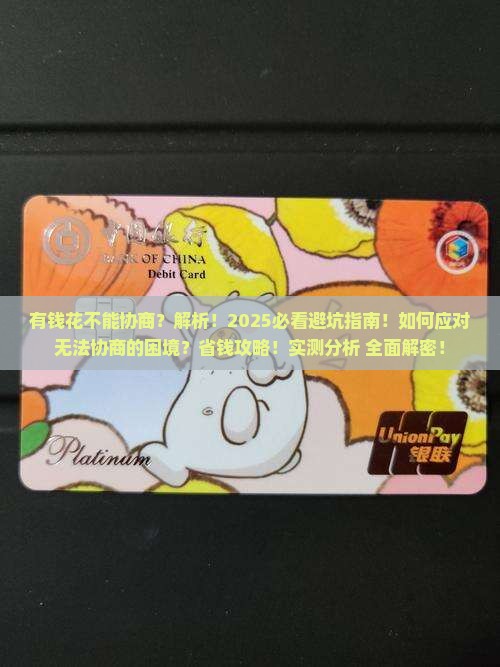 中国银行
BANK OF CHINA
Debit Card
有钱花不能协商？解析！2025必看避坑指南！如何应对
无法协商的困境？省钱攻略！实测分析 全面解密！
Platinum
UnionPay
银联